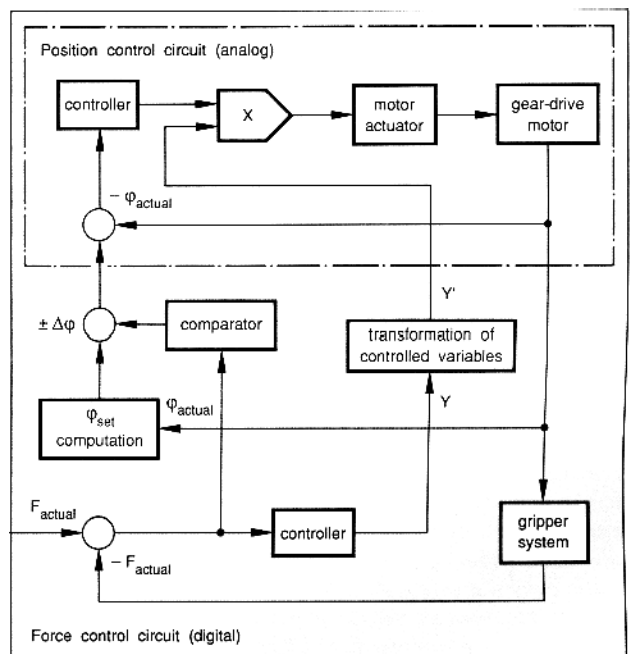 Position control circuit (analog)
controller
X
motor
actuator
gear-drive
motor
− φactual
± Δφ
comparator
Y'
transformation of
controlled variables
φset
computation
φactual
Y
Factual
controller
gripper
system
− Factual
Force control circuit (digital)